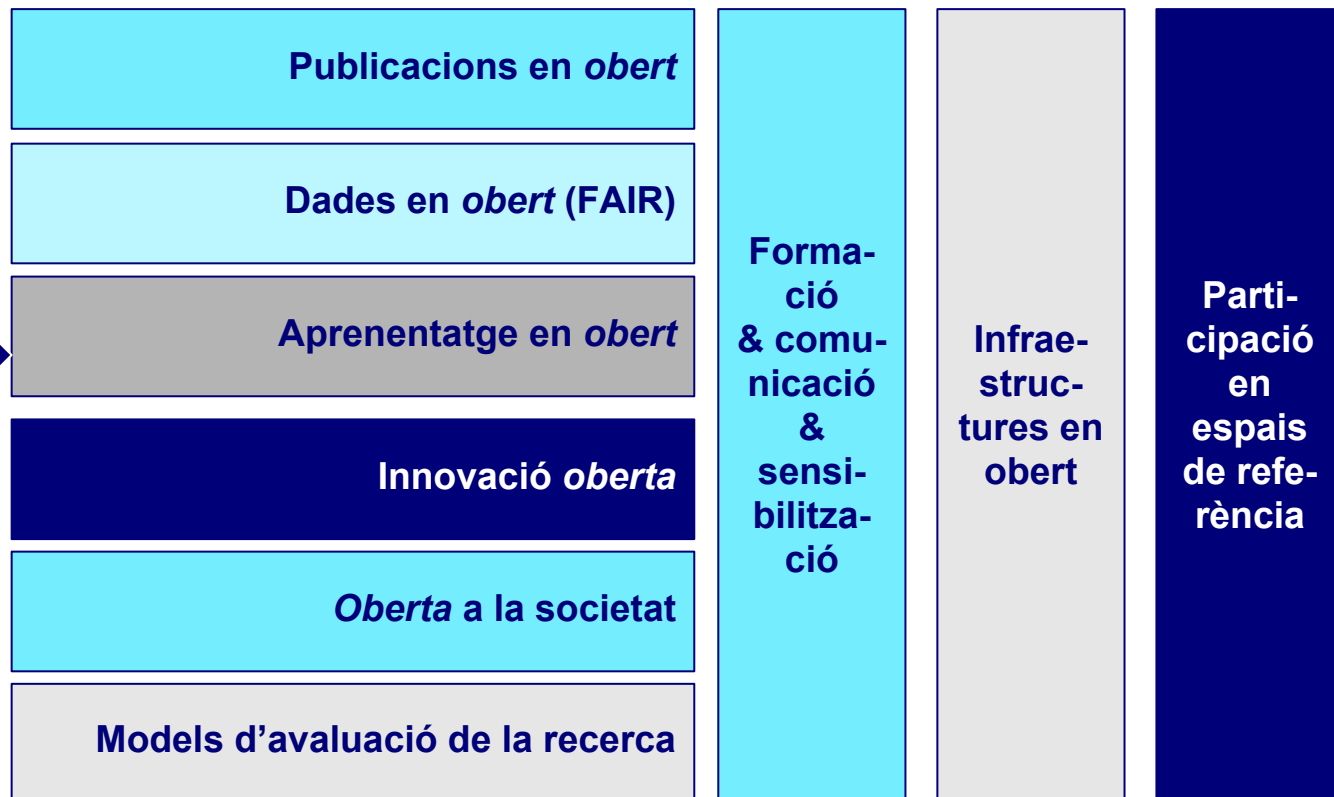 Publicacions en obert
Dades en obert (FAIR)
Aprenentatge en obert
Innovació oberta
Oberta a la societat
Models d’avaluació de la recerca
Forma-
ció
& comu-
nicació
&
sensi-
bilitza-
ció
Infrae-
struc-
tures en
obert
Parti-
cipació
en
espais
de refe-
rència